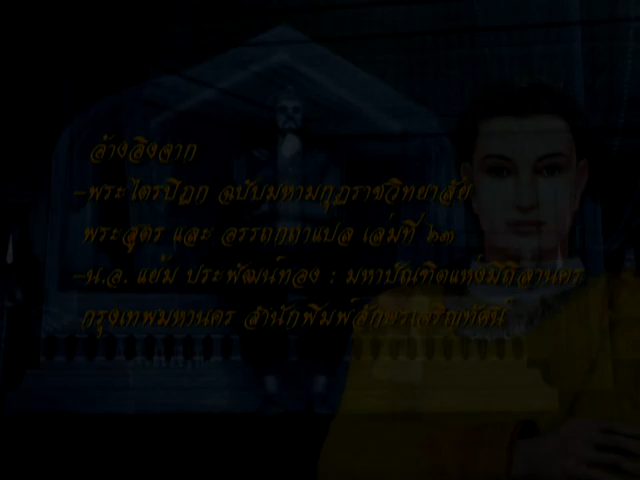 อ้างอิงจาก
-พระไตรปิฎก ฉบับมหามกุฏราชวิทยาลัย
พระสูตร และ อรรถกถาแปล เล่มที่ ๖๓
-น.อ. แย้ม ประพัฒน์ทอง : มหาบัณฑิตแห่งมิถิลานคร
กรุงเทพมหานคร สำนักพิมพ์อักษรเจริญทัศน์